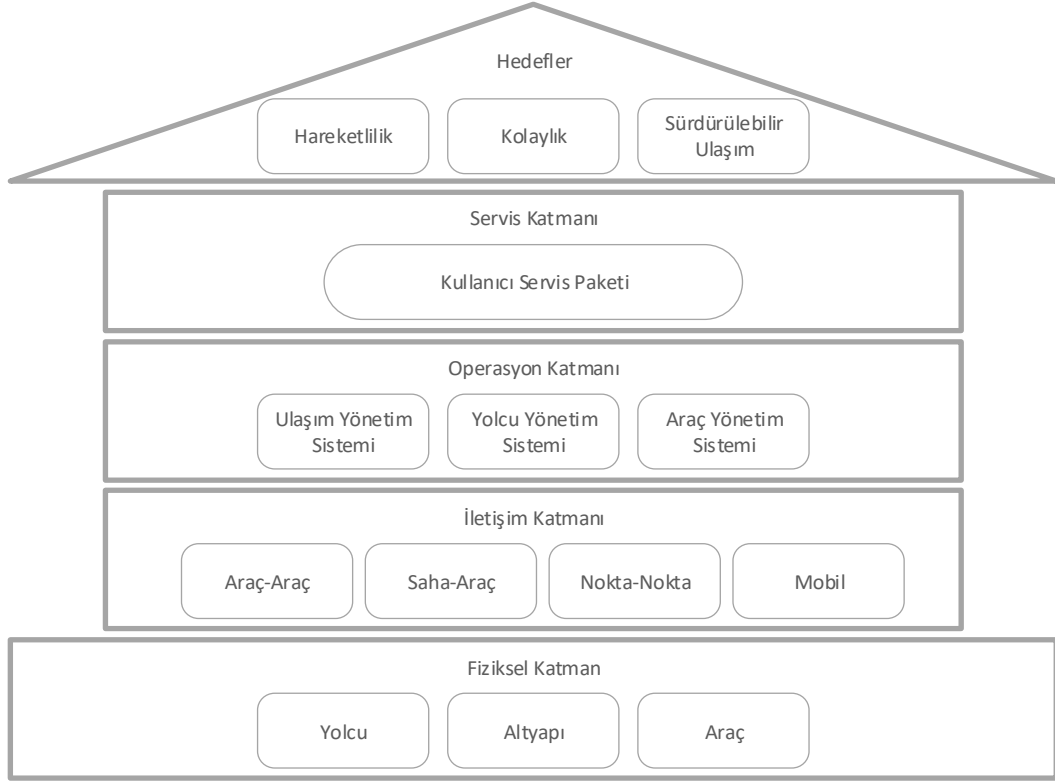 Hedefler
Hareketlilik
Kolaylık
Sürdürülebilir
Ulaşım
Servis Katmanı
Kullanıcı Servis Paketi
Operasyon Katmanı
Ulaşım Yönetim
Sistemi
Yolcu Yönetim
Sistemi
Araç Yönetim
Sistemi
İletişim Katmanı
Araç-Araç
Saha-Araç
Nokta-Nokta
Mobil
Fiziksel Katman
Yolcu
Altyapı
Araç